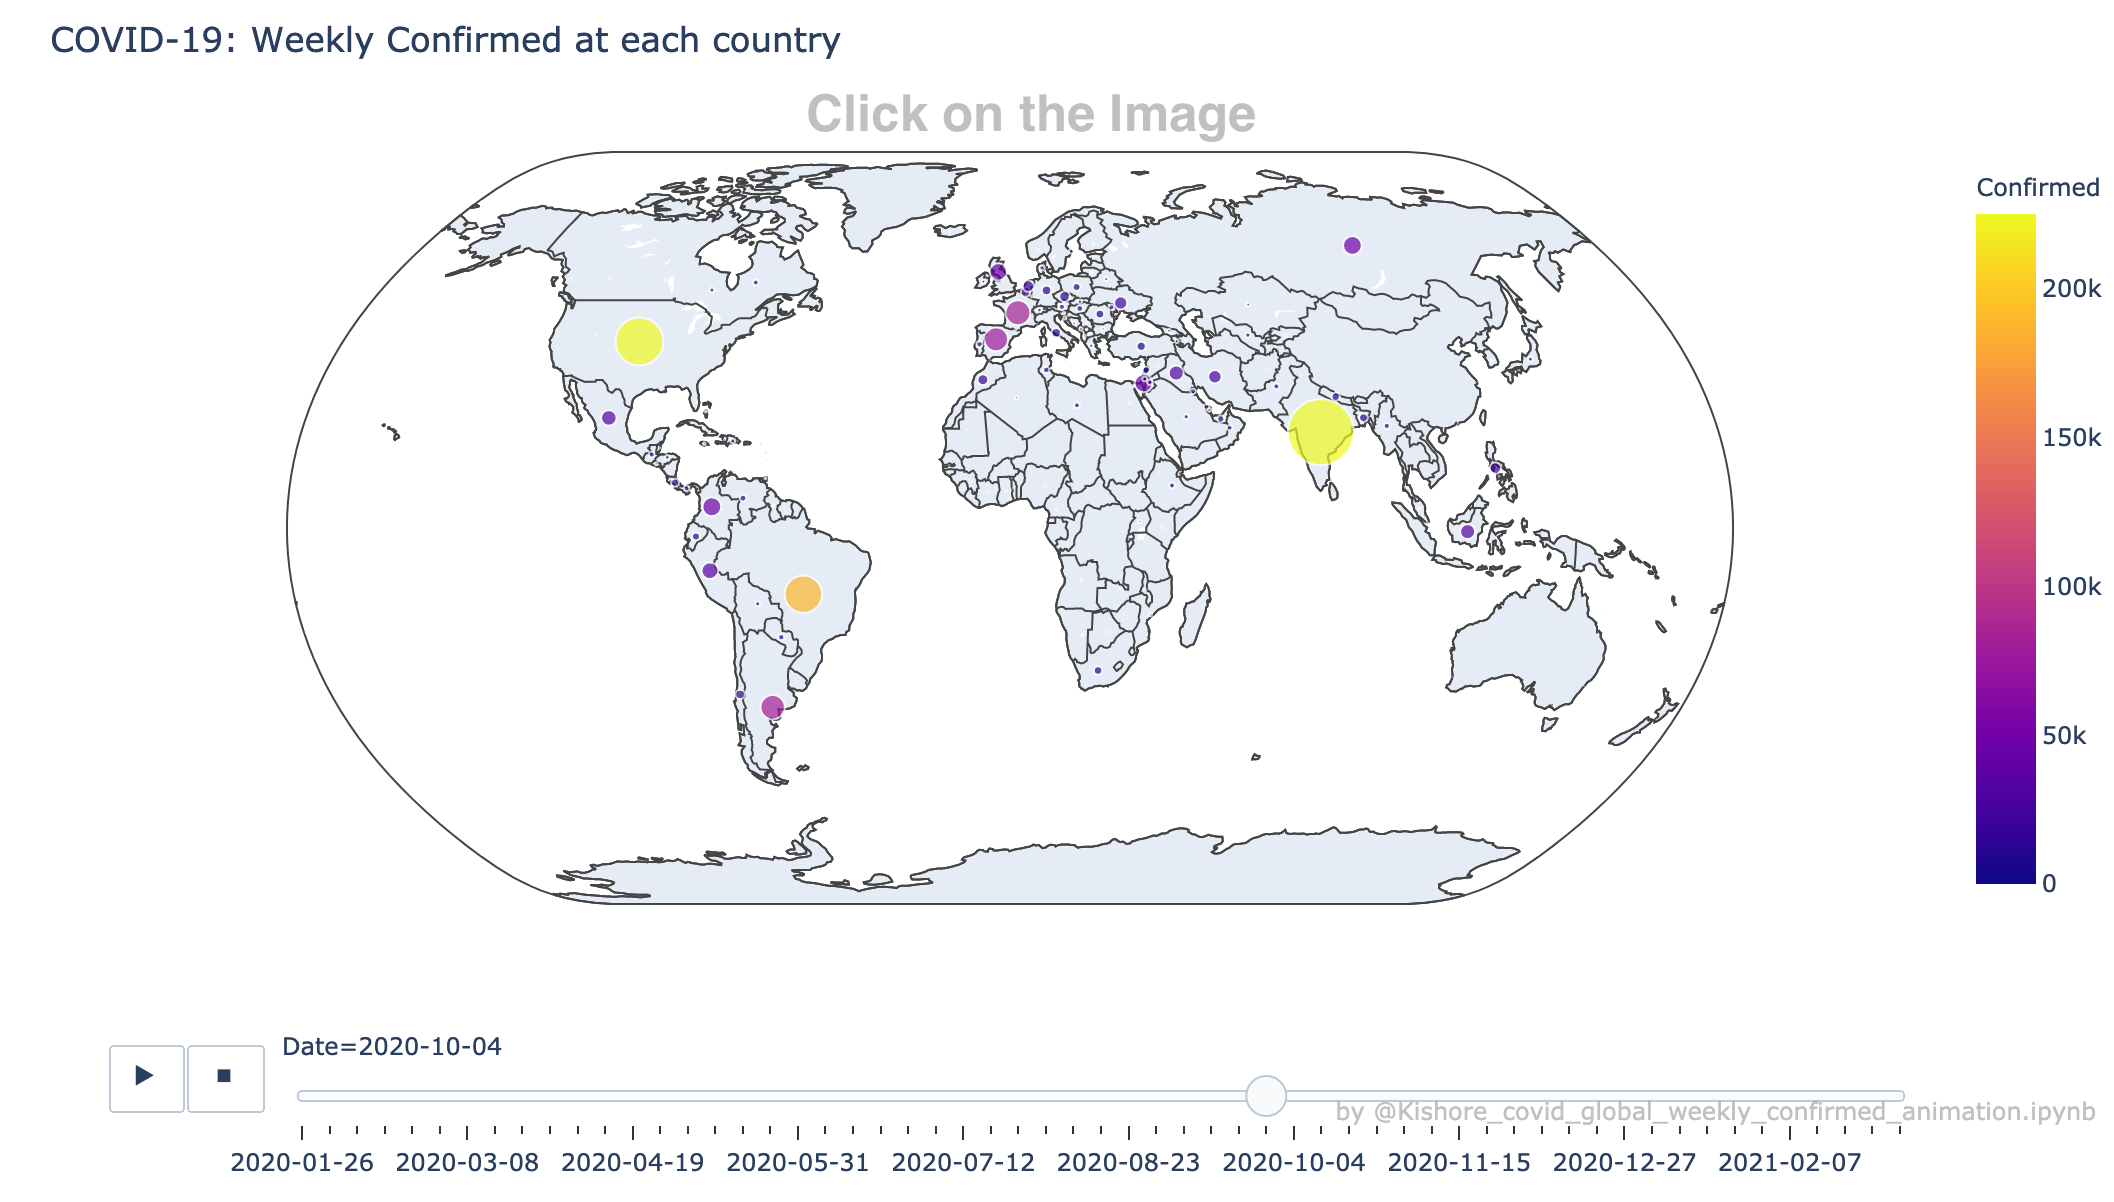 COVID-19: Weekly Confirmed at each country
Click on the Image
Confirmed
200k
150k
100k
50k
0
Date=2020-10-04
by @Kishore_covid_global_weekly_confirmed_animation.ipynb
2020-01-26 2020-03-08 2020-04-19 2020-05-31 2020-07-12 2020-08-23 2020-10-04 2020-11-15 2020-12-27 2021-02-07